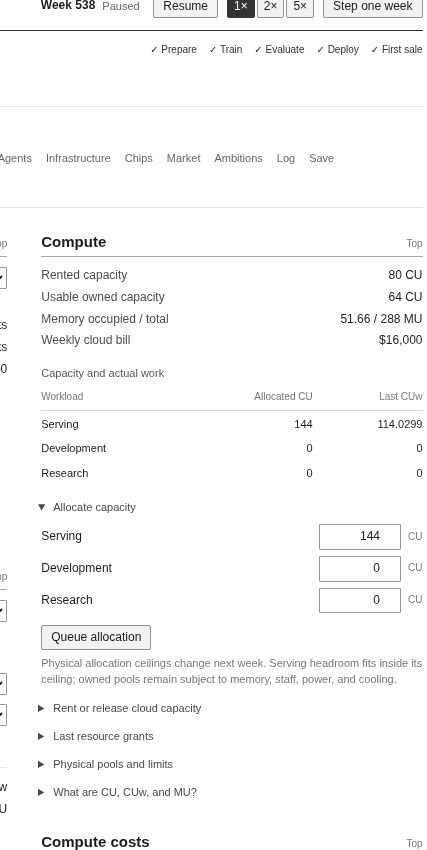 Week 538 Paused Resume 1× 2× 5× Step one week
✓ Prepare ✓ Train ✓ Evaluate ✓ Deploy ✓ First sale
Agents Infrastructure Chips Market Ambitions Log Save
Compute Top
Rented capacity 80 CU
Usable owned capacity 64 CU
Memory occupied / total 51.66 / 288 MU
Weekly cloud bill $16,000
Capacity and actual work
Workload Allocated CU Last CUw
Serving 144 114.0299
Development 0 0
Research 0 0
▼ Allocate capacity
Serving 144 CU
Development 0 CU
Research 0 CU
Queue allocation
Physical allocation ceilings change next week. Serving headroom fits inside its
ceiling; owned pools remain subject to memory, staff, power, and cooling.
▶ Rent or release cloud capacity
▶ Last resource grants
▶ Physical pools and limits
▶ What are CU, CUw, and MU?
Compute costs Top